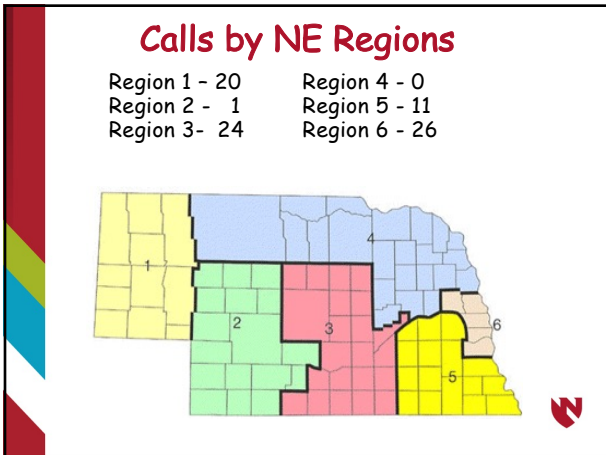 Calls by NE Regions
Region 1 – 20 Region 4 - 0
Region 2 - 1 Region 5 - 11
Region 3- 24 Region 6 - 26
4
1
2
3
6
5
N